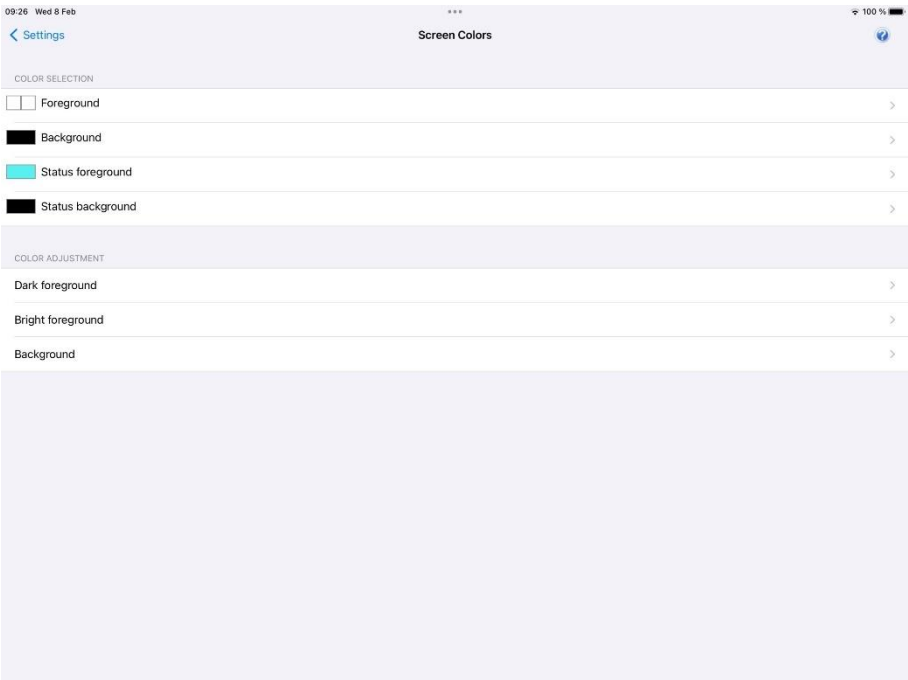 09:26 Wed 8 Feb
100 %
Settings
Screen Colors
?
COLOR SELECTION
Foreground
Background
Status foreground
Status background
COLOR ADJUSTMENT
Dark foreground
Bright foreground
Background